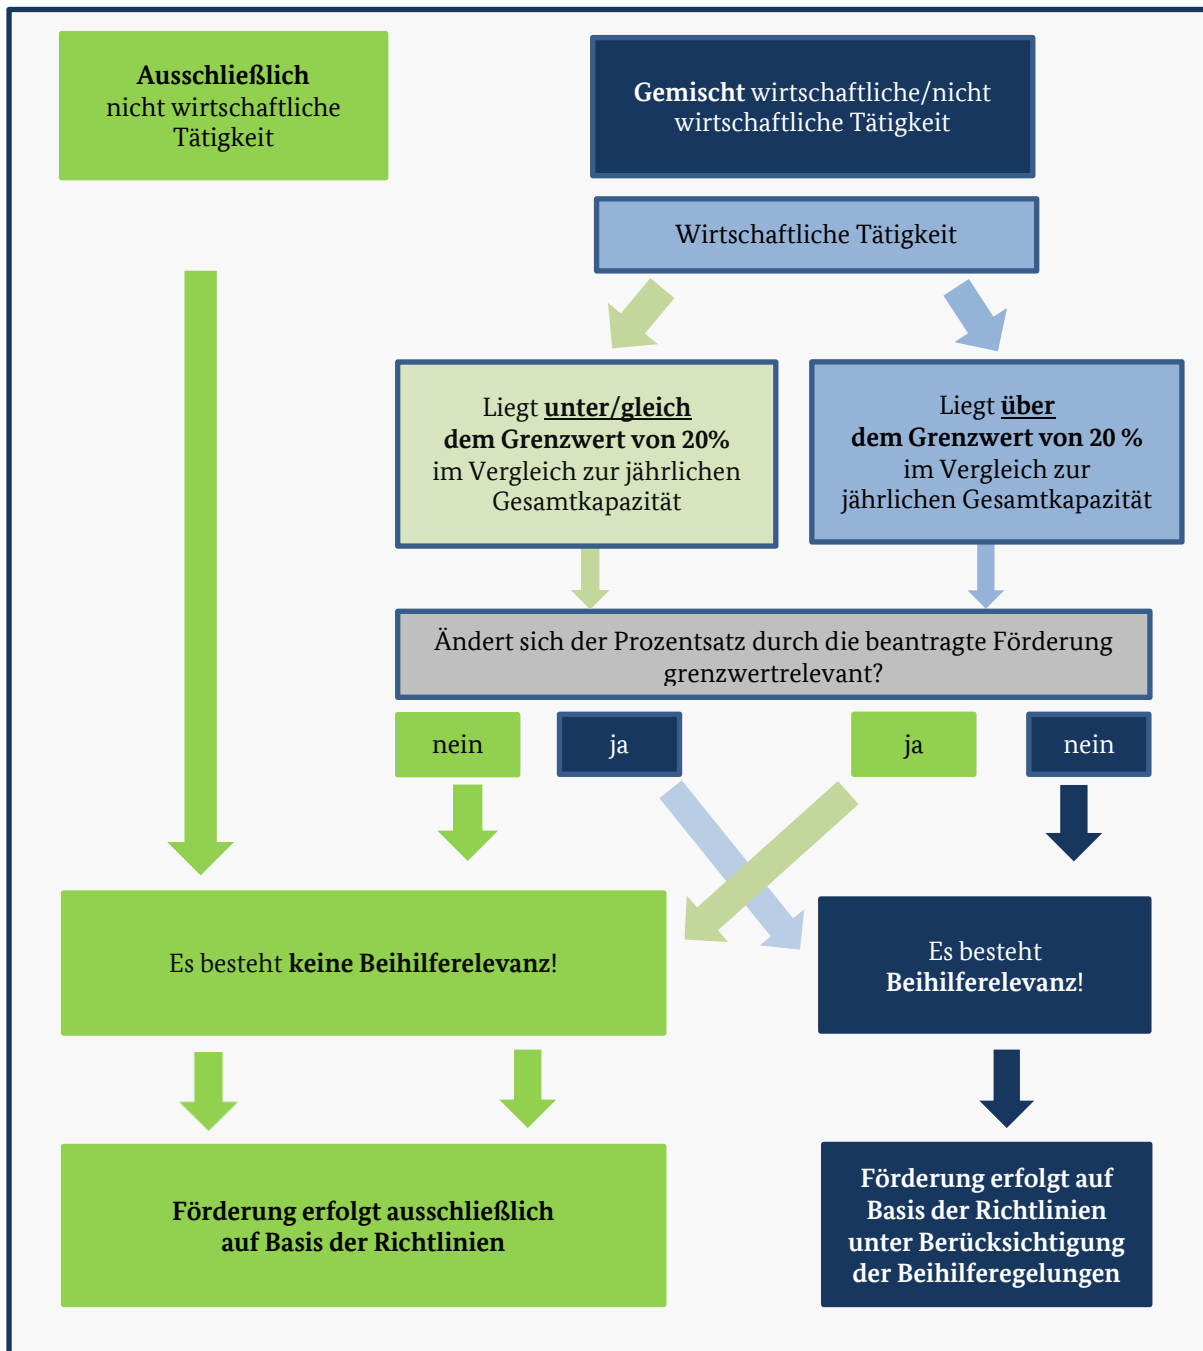 Ausschließlich
nicht wirtschaftliche
Tätigkeit
Gemischt wirtschaftliche/nicht
wirtschaftliche Tätigkeit
Wirtschaftliche Tätigkeit
Liegt unter/gleich
dem Grenzwert von 20%
im Vergleich zur jährlichen
Gesamtkapazität
Liegt über
dem Grenzwert von 20 %
im Vergleich zur
jährlichen Gesamtkapazität
Ändert sich der Prozentsatz durch die beantragte Förderung
grenzwertrelevant?
nein
ja
ja
nein
Es besteht keine Beihilferelevanz!
Es besteht
Beihilferelevanz!
Förderung erfolgt ausschließlich
auf Basis der Richtlinien
Förderung erfolgt auf
Basis der Richtlinien
unter Berücksichtigung
der Beihilferegelungen